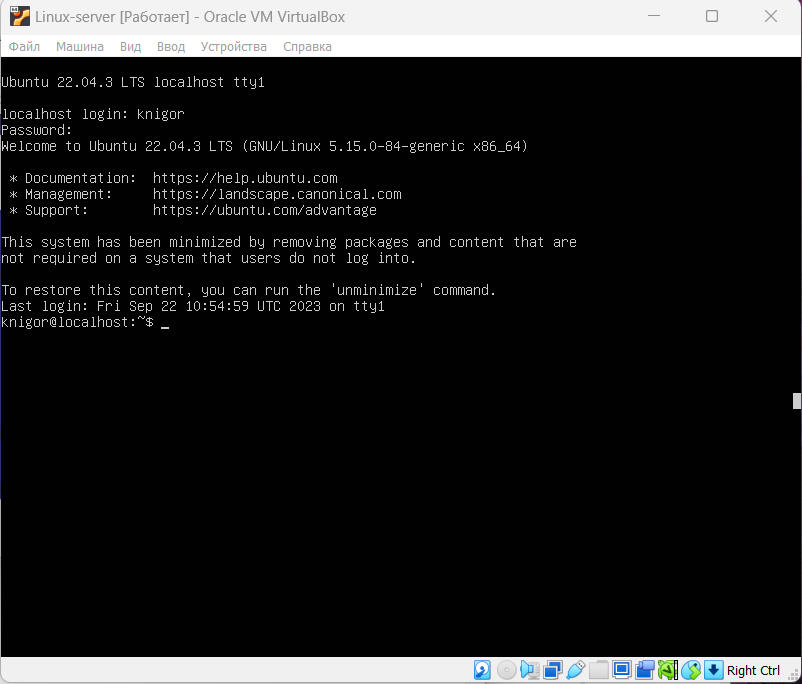 Linux-server [Работает] - Oracle VM VirtualBox
Файл Машина Вид Ввод Устройства Справка
Ubuntu 22.04.3 LTS localhost tty1
localhost login: knigor
Password:
Welcome to Ubuntu 22.04.3 LTS (GNU/Linux 5.15.0-84-generic x86_64)
* Documentation: https://help.ubuntu.com
* Management: https://landscape.canonical.com
* Support: https://ubuntu.com/advantage
This system has been minimized by removing packages and content that are
not required on a system that users do not log into.
To restore this content, you can run the 'unminimize' command.
Last login: Fri Sep 22 10:54:59 UTC 2023 on tty1
knigor@localhost:~$ _
Right Ctrl